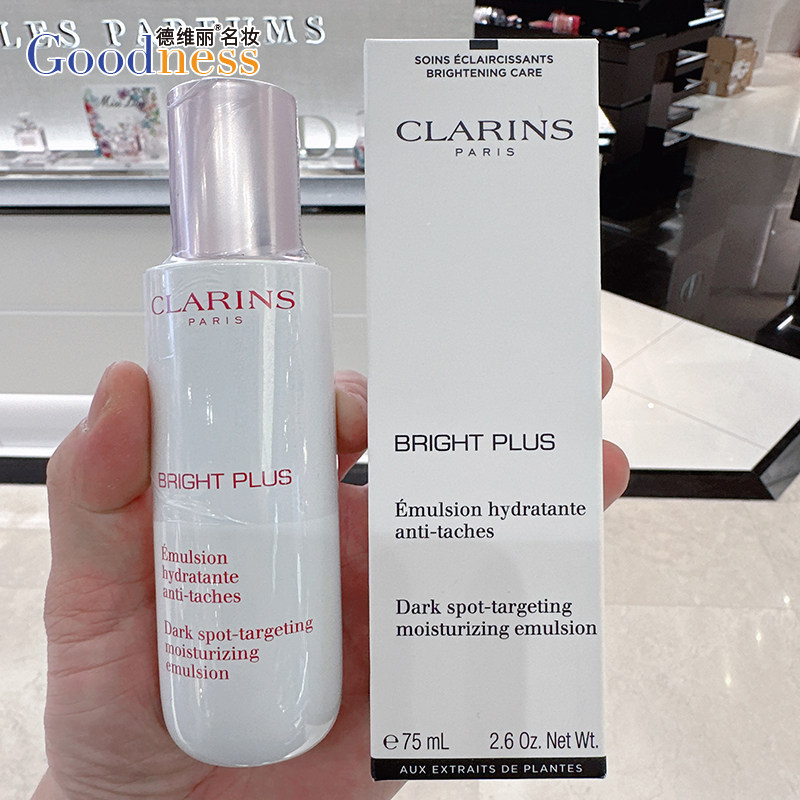 LES PARFUMS
德维丽®名妆
Goodness
SOINS ÉCLAIRCISSANTS
BRIGHTENING CARE
CLARINS
PARIS
BRIGHT PLUS
Émulsion hydratante
anti-taches
Dark spot-targeting
moisturizing emulsion
℮75 mL 2.6 Oz. Net Wt.
AUX EXTRAITS DE PLANTES
CLARINS
PARIS
BRIGHT PLUS
Émulsion
hydratante
anti-taches
Dark spot-targeting
moisturizing
emulsion